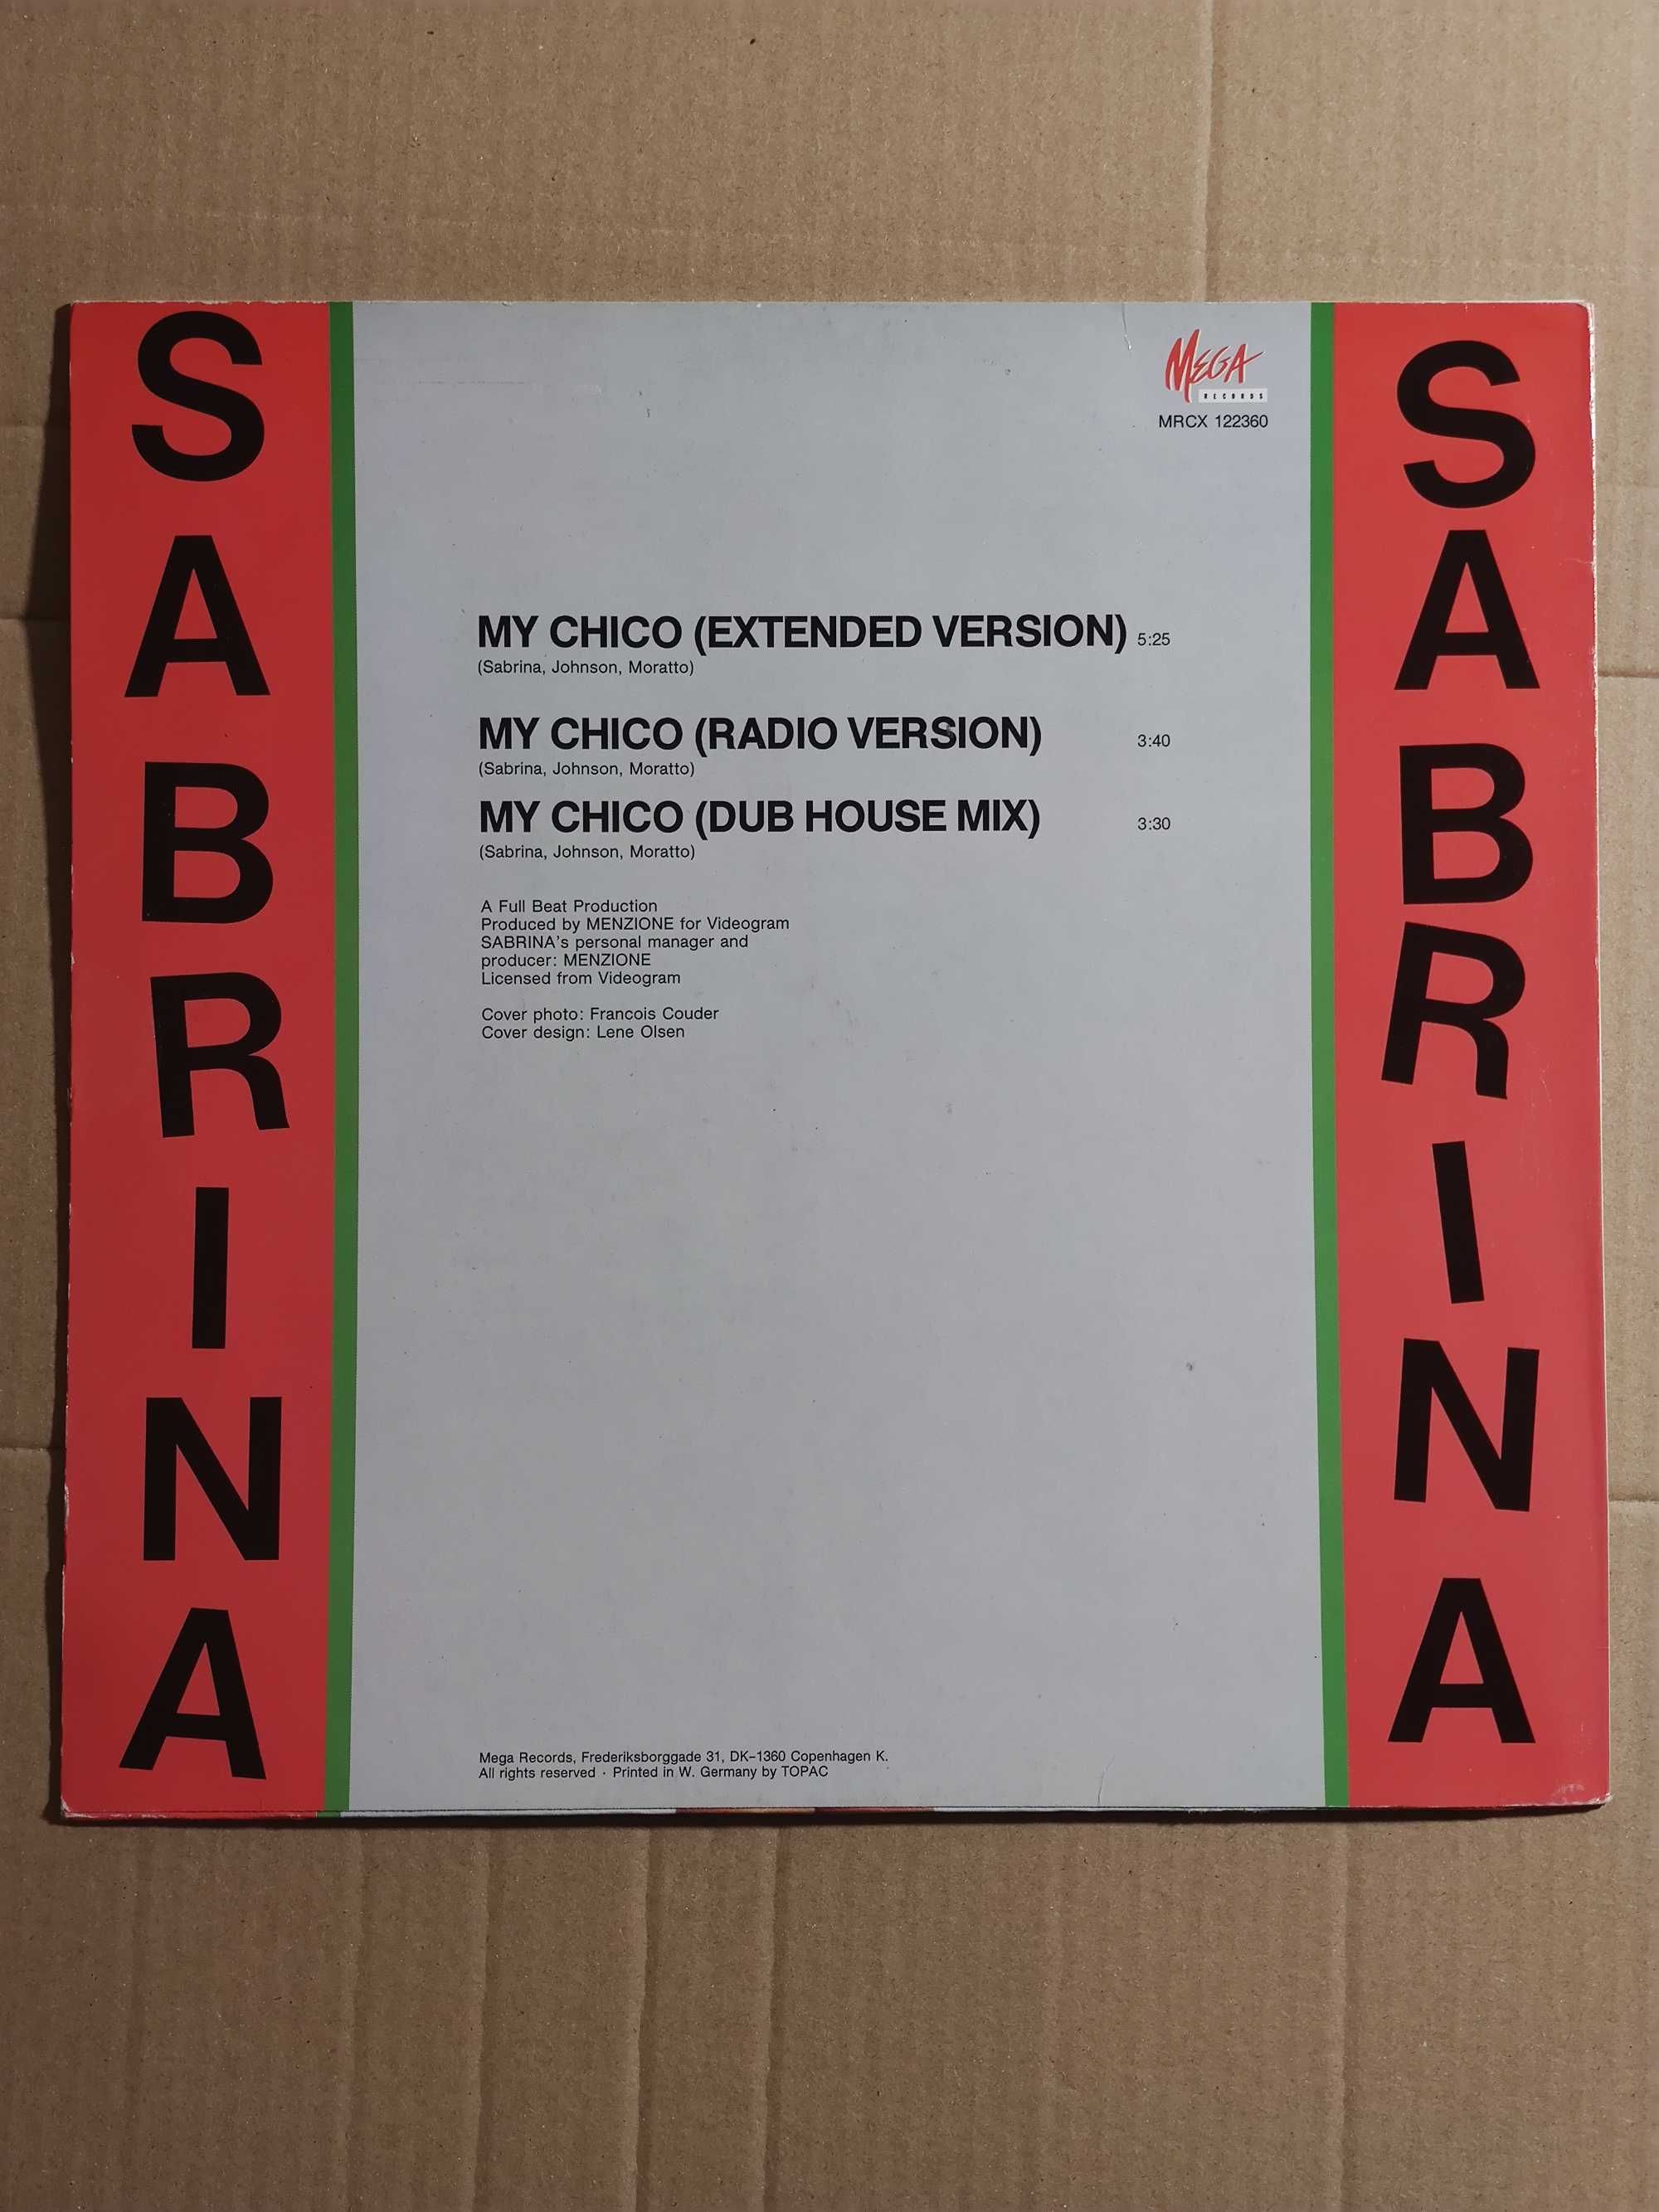 SABRINA
MEGA
RECORDS
MRCX 122360
MY CHICO (EXTENDED VERSION) 5:25
(Sabrina, Johnson, Moratto)
MY CHICO (RADIO VERSION) 3:40
(Sabrina, Johnson, Moratto)
MY CHICO (DUB HOUSE MIX) 3:30
(Sabrina, Johnson, Moratto)
A Full Beat Production
Produced by MENZIONE for Videogram
SABRINA's personal manager and
producer: MENZIONE
Licensed from Videogram
Cover photo: Francois Couder
Cover design: Lene Olsen
Mega Records, Frederiksborggade 31, DK–1360 Copenhagen K.
All rights reserved · Printed in W. Germany by TOPAC
SABRINA